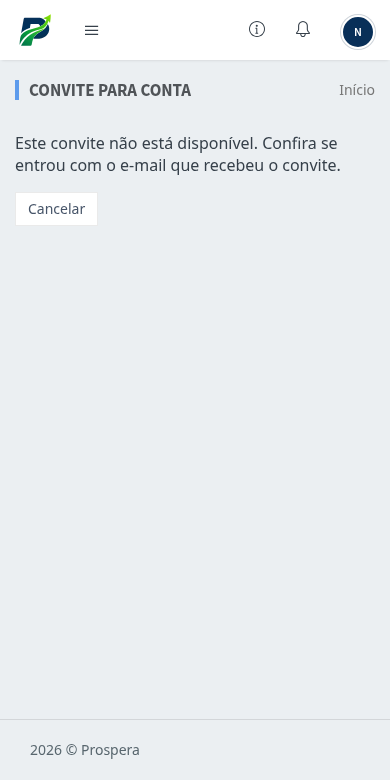 N
CONVITE PARA CONTA
Início
Este convite não está disponível. Confira se
entrou com o e-mail que recebeu o convite.
Cancelar
2026 © Prospera